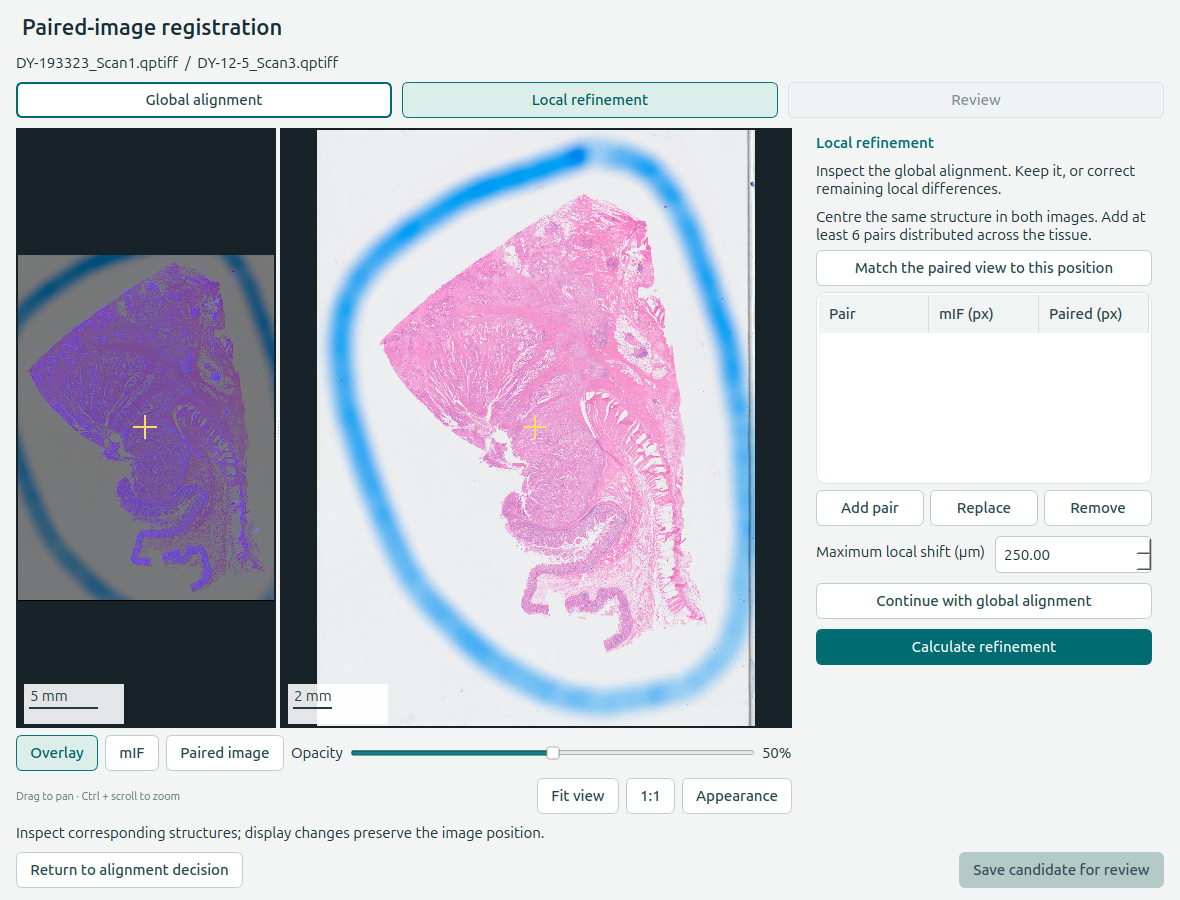 Paired-image registration
DY-193323_Scan1.qptiff / DY-12-5_Scan3.qptiff
Global alignment
Local refinement
Review
Local refinement
Inspect the global alignment. Keep it, or correct
remaining local differences.
Centre the same structure in both images. Add at
least 6 pairs distributed across the tissue.
Match the paired view to this position
Pair mIF (px) Paired (px)
Add pair Replace Remove
Maximum local shift (μm) 250.00
Continue with global alignment
Calculate refinement
5 mm
2 mm
Overlay mIF Paired image Opacity 50%
Drag to pan · Ctrl + scroll to zoom
Fit view 1:1 Appearance
Inspect corresponding structures; display changes preserve the image position.
Return to alignment decision
Save candidate for review